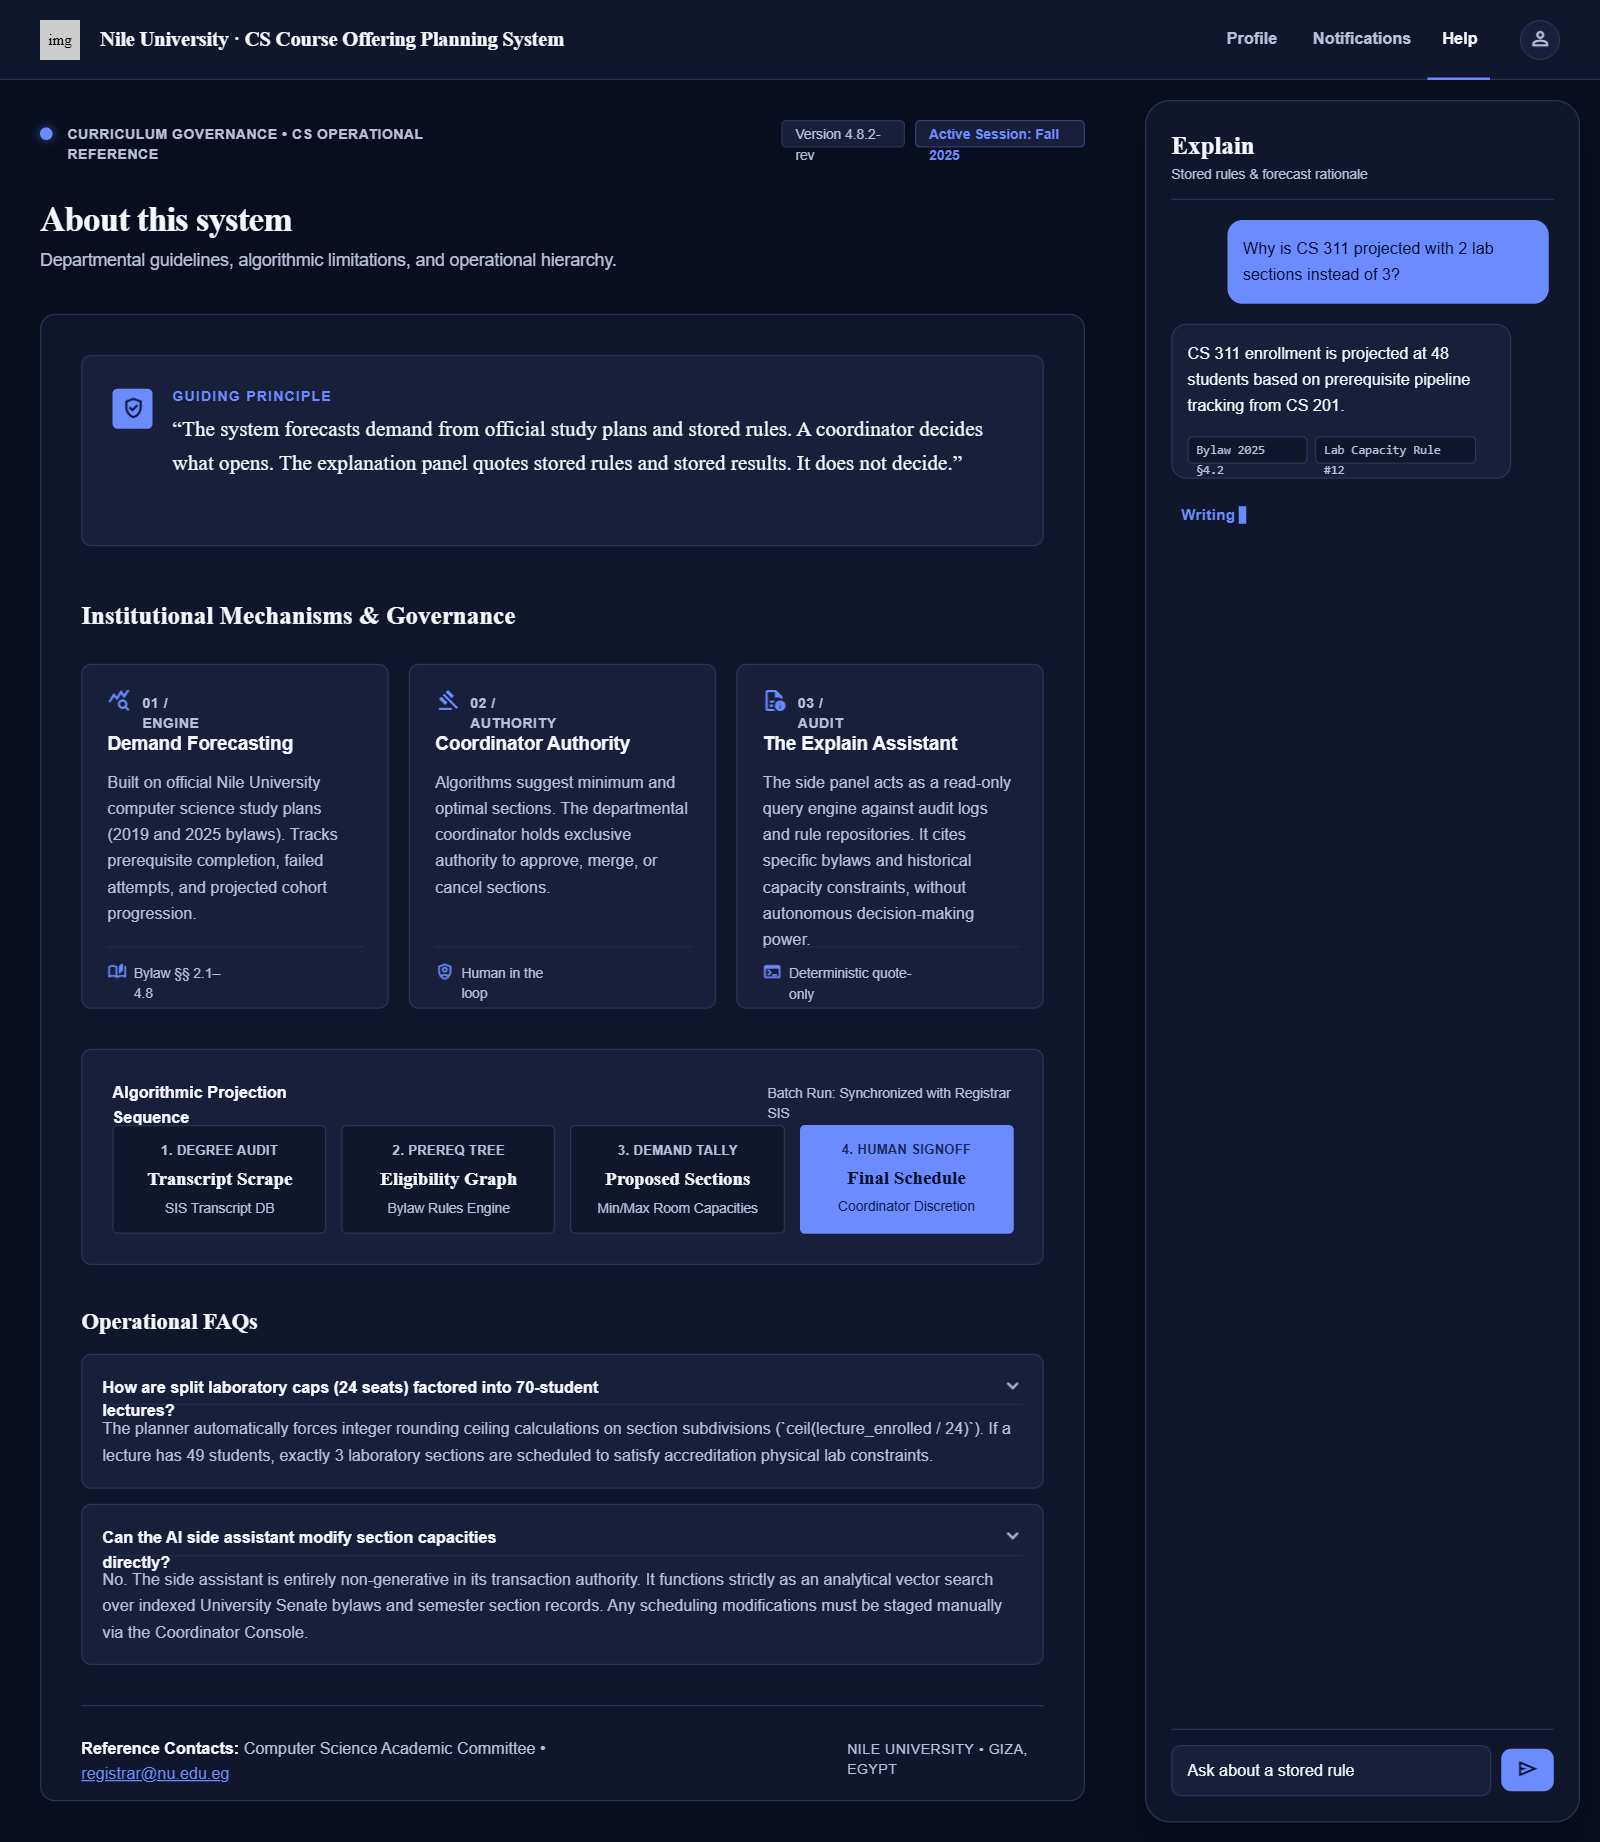 img
Nile University · CS Course Offering Planning System
Profile
Notifications
Help
CURRICULUM GOVERNANCE • CS OPERATIONAL
REFERENCE
Version 4.8.2-
rev
Active Session: Fall
2025
About this system
Departmental guidelines, algorithmic limitations, and operational hierarchy.
GUIDING PRINCIPLE
“The system forecasts demand from official study plans and stored rules. A coordinator decides
what opens. The explanation panel quotes stored rules and stored results. It does not decide.”
Institutional Mechanisms & Governance
01 /
ENGINE
Demand Forecasting
Built on official Nile University
computer science study plans
(2019 and 2025 bylaws). Tracks
prerequisite completion, failed
attempts, and projected cohort
progression.
Bylaw §§ 2.1–
4.8
02 /
AUTHORITY
Coordinator Authority
Algorithms suggest minimum and
optimal sections. The departmental
coordinator holds exclusive
authority to approve, merge, or
cancel sections.
Human in the
loop
03 /
AUDIT
The Explain Assistant
The side panel acts as a read-only
query engine against audit logs
and rule repositories. It cites
specific bylaws and historical
capacity constraints, without
autonomous decision-making
power.
Deterministic quote-
only
Algorithmic Projection
Sequence
Batch Run: Synchronized with Registrar
SIS
1. DEGREE AUDIT
Transcript Scrape
SIS Transcript DB
2. PREREQ TREE
Eligibility Graph
Bylaw Rules Engine
3. DEMAND TALLY
Proposed Sections
Min/Max Room Capacities
4. HUMAN SIGNOFF
Final Schedule
Coordinator Discretion
Operational FAQs
How are split laboratory caps (24 seats) factored into 70-student
lectures?
The planner automatically forces integer rounding ceiling calculations on section subdivisions (`ceil(lecture_enrolled / 24)`). If a
lecture has 49 students, exactly 3 laboratory sections are scheduled to satisfy accreditation physical lab constraints.
Can the AI side assistant modify section capacities
directly?
No. The side assistant is entirely non-generative in its transaction authority. It functions strictly as an analytical vector search
over indexed University Senate bylaws and semester section records. Any scheduling modifications must be staged manually
via the Coordinator Console.
Reference Contacts: Computer Science Academic Committee •
registrar@nu.edu.eg
NILE UNIVERSITY • GIZA,
EGYPT
Explain
Stored rules & forecast rationale
Why is CS 311 projected with 2 lab
sections instead of 3?
CS 311 enrollment is projected at 48
students based on prerequisite pipeline
tracking from CS 201.
Bylaw 2025
§4.2
Lab Capacity Rule
#12
Writing
Ask about a stored rule